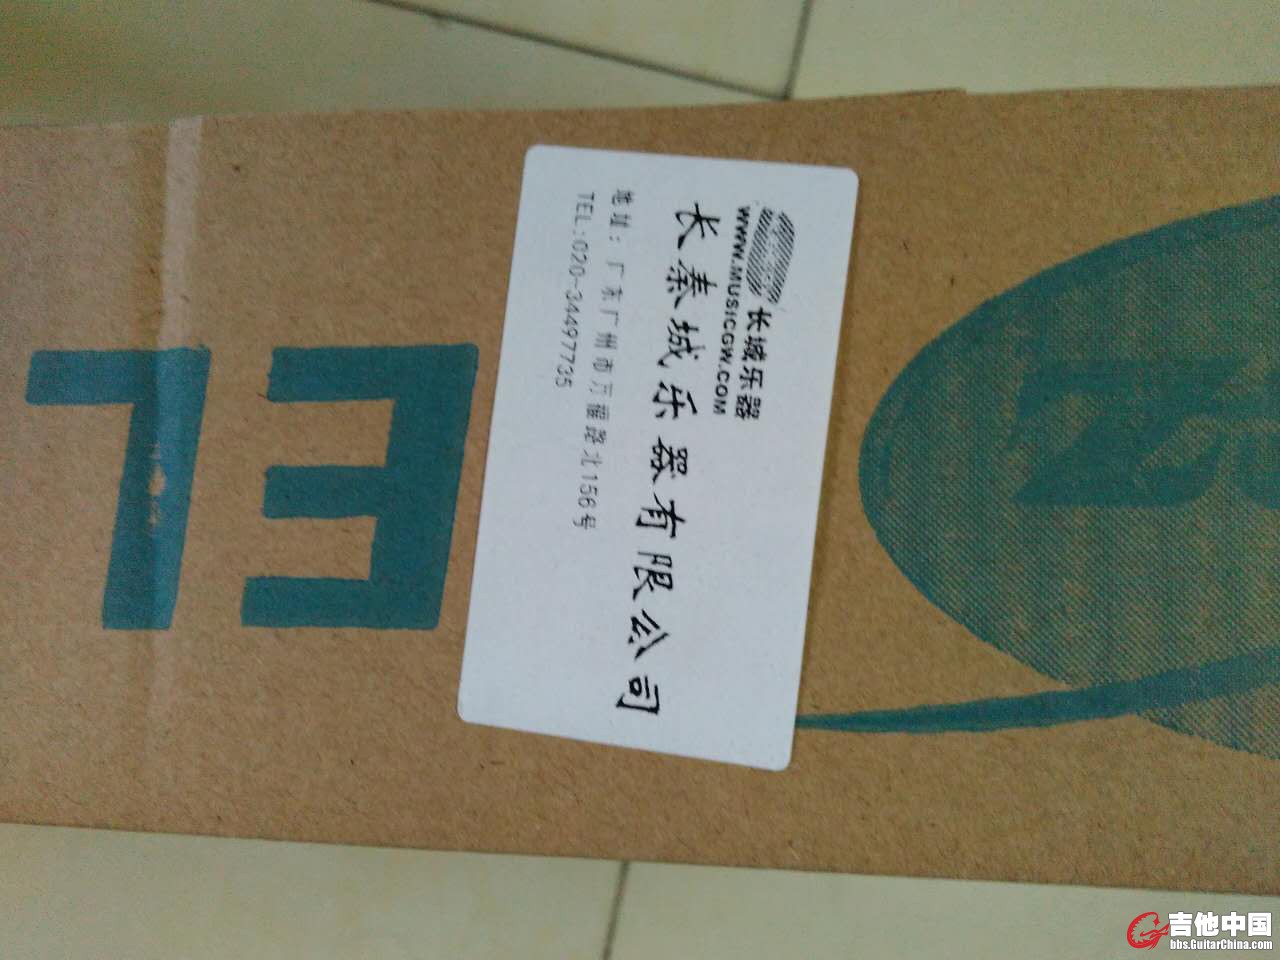 长城乐器
WWW.MUSICGW.COM
长秦城乐器有限公司
地址:广东广州市万福路北156号
TEL:020-34497735
EL
吉他中国
bbs.GuitarChina.com